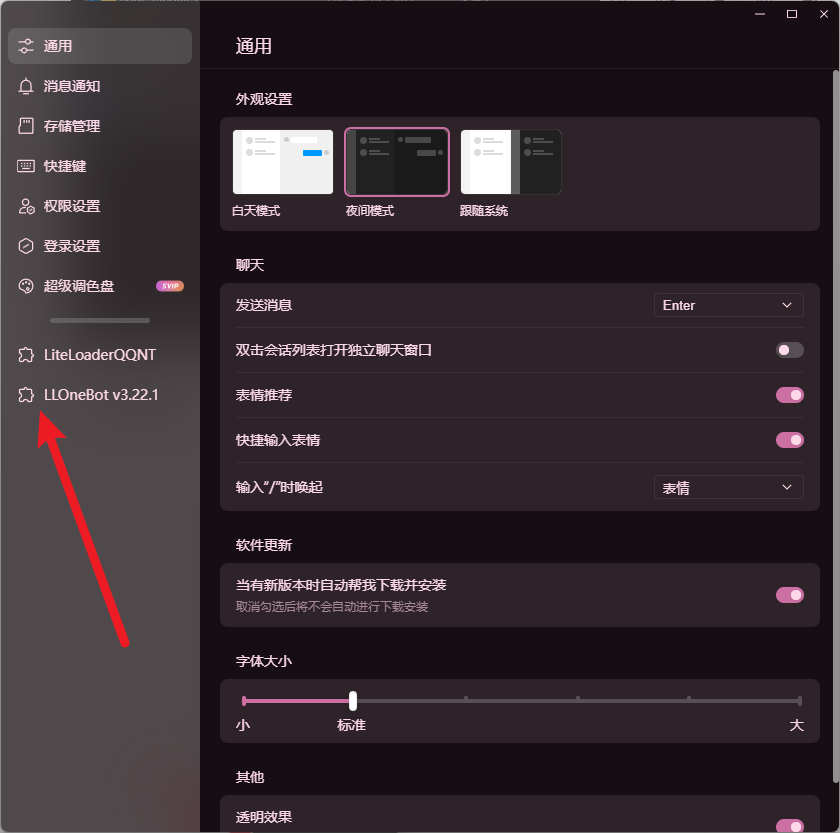 通用
消息通知
存储管理
快捷键
权限设置
登录设置
超级调色盘 SVIP
LiteLoaderQQNT
LLOneBot v3.22.1
通用
外观设置
白天模式 夜间模式 跟随系统
聊天
发送消息 Enter
双击会话列表打开独立聊天窗口
表情推荐
快捷输入表情
输入"/"时唤起 表情
软件更新
当有新版本时自动帮我下载并安装
取消勾选后将不会自动进行下载安装
字体大小
小 标准 大
其他
透明效果